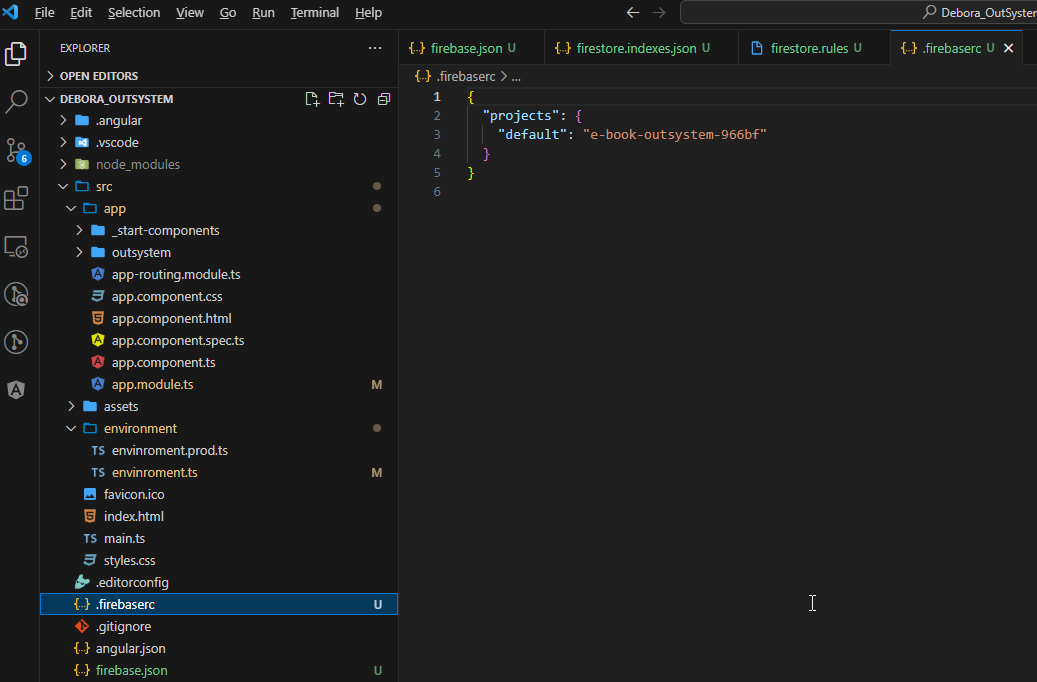 File Edit Selection View Go Run Terminal Help
Debora_OutSyster
EXPLORER
OPEN EDITORS
DEBORA_OUTSYSTEM
.angular
.vscode
node_modules
src
app
_start-components
outsystem
app-routing.module.ts
app.component.css
app.component.html
app.component.spec.ts
app.component.ts
app.module.ts M
assets
environment
TS envinroment.prod.ts
TS envinroment.ts M
favicon.ico
index.html
TS main.ts
styles.css
.editorconfig
{..} .firebaserc U
.gitignore
{..} angular.json
{..} firebase.json U
6
{..} firebase.json U {..} firestore.indexes.json U firestore.rules U {..} .firebaserc U
{..} .firebaserc > ...
1 {
2 "projects": {
3 "default": "e-book-outsystem-966bf"
4 }
5 }
6